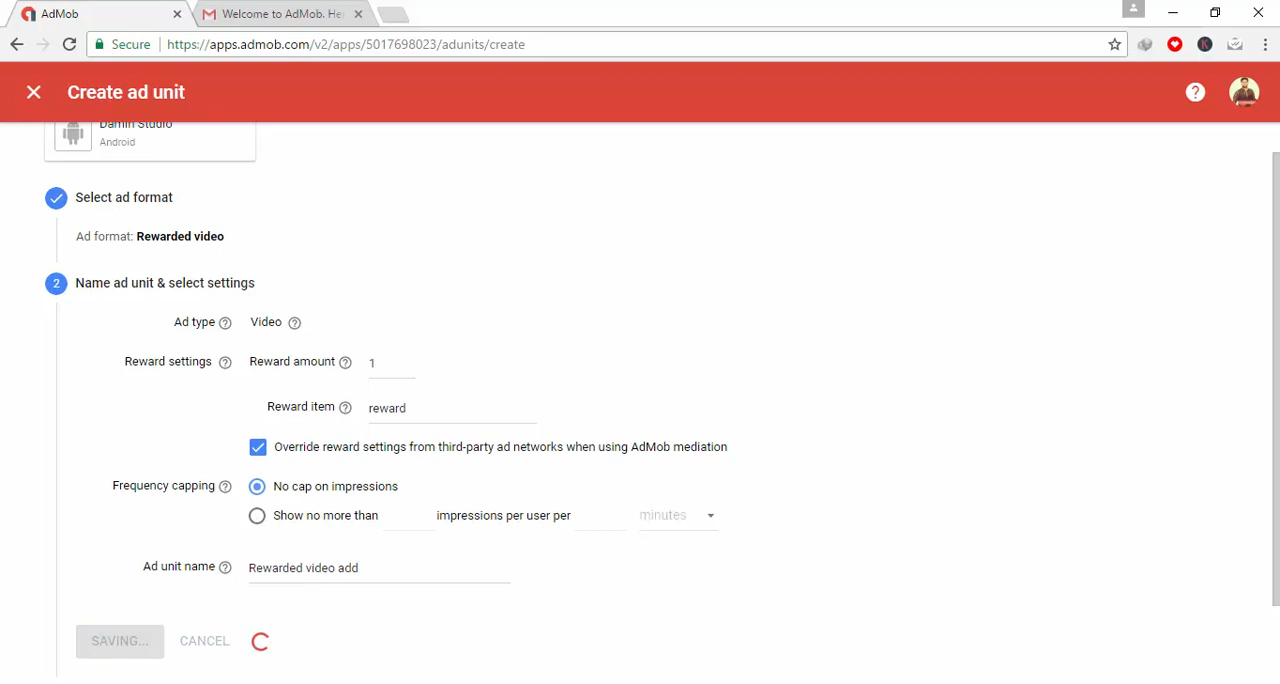 AdMob
Welcome to AdMob. He
Secure https://apps.admob.com/v2/apps/5017698023/adunits/create
Create ad unit
Damin Studio
Android
Select ad format
Ad format: Rewarded video
2 Name ad unit & select settings
Ad type Video
Reward settings Reward amount 1
Reward item reward
Override reward settings from third-party ad networks when using AdMob mediation
Frequency capping No cap on impressions
Show no more than impressions per user per minutes
Ad unit name Rewarded video add
SAVING... CANCEL